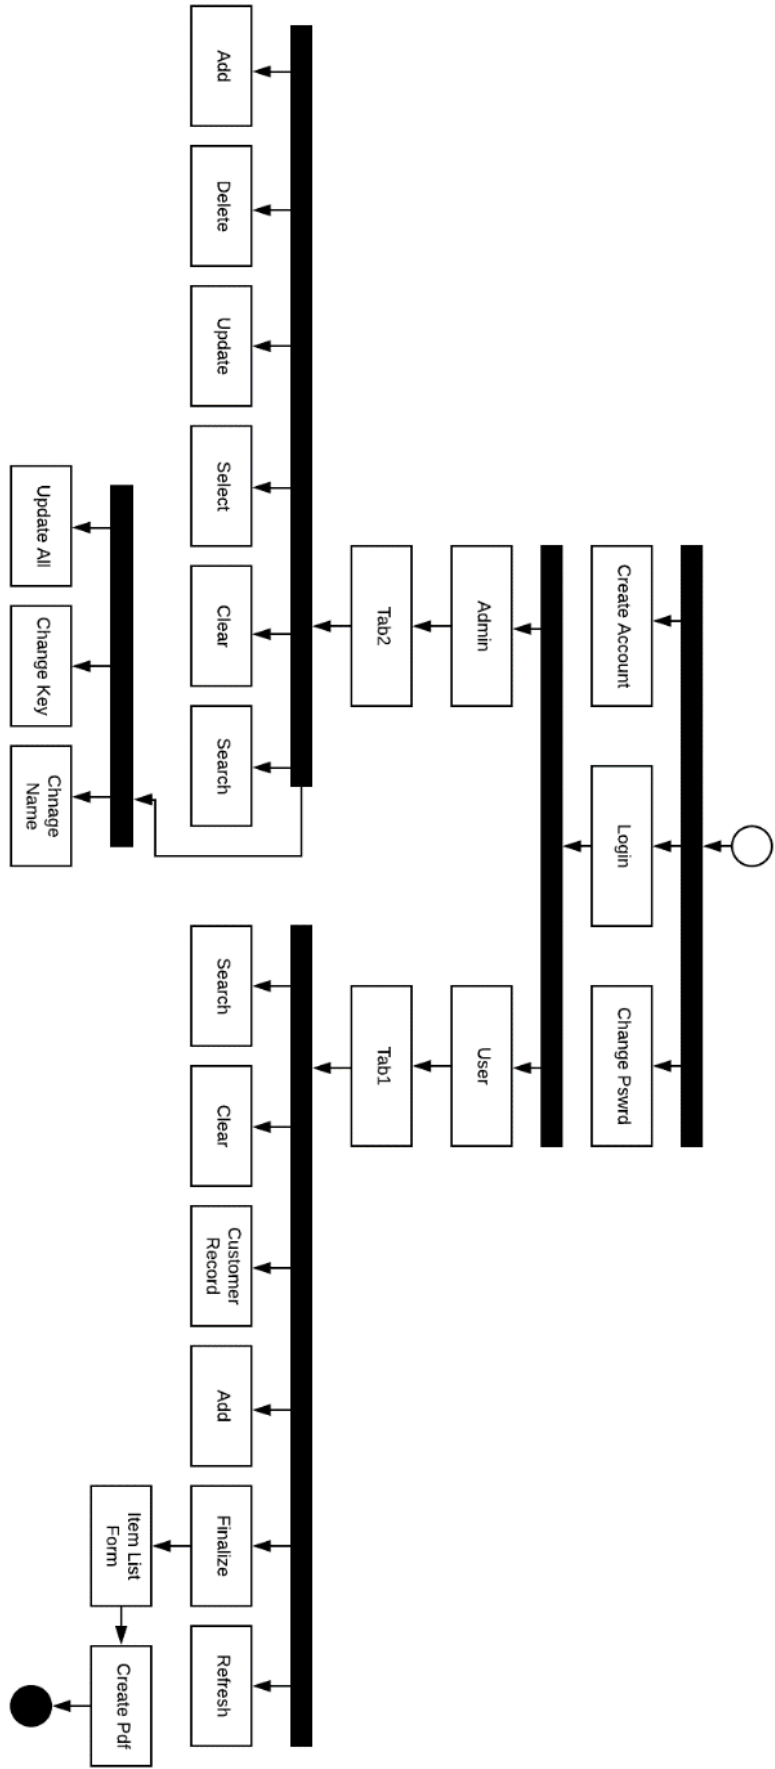 Create Account
Login
Change Pswrd
Admin
User
Tab2
Tab1
Add
Delete
Update
Select
Clear
Search
Search
Clear
Customer
Record
Add
Finalize
Refresh
Item List
Form
Create Pdf
Update All
Change Key
Chnage
Name